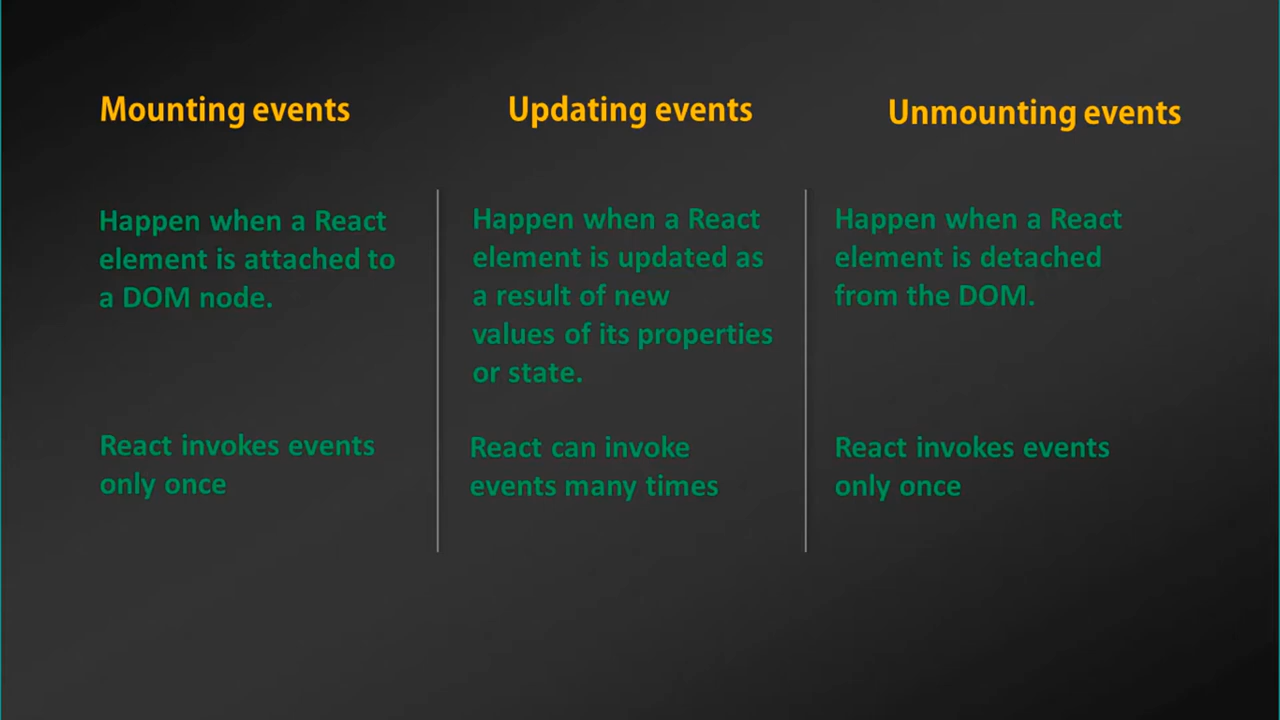 Mounting events
Happen when a React
element is attached to
a DOM node.
React invokes events
only once
Updating events
Happen when a React
element is updated as
a result of new
values of its properties
or state.
React can invoke
events many times
Unmounting events
Happen when a React
element is detached
from the DOM.
React invokes events
only once